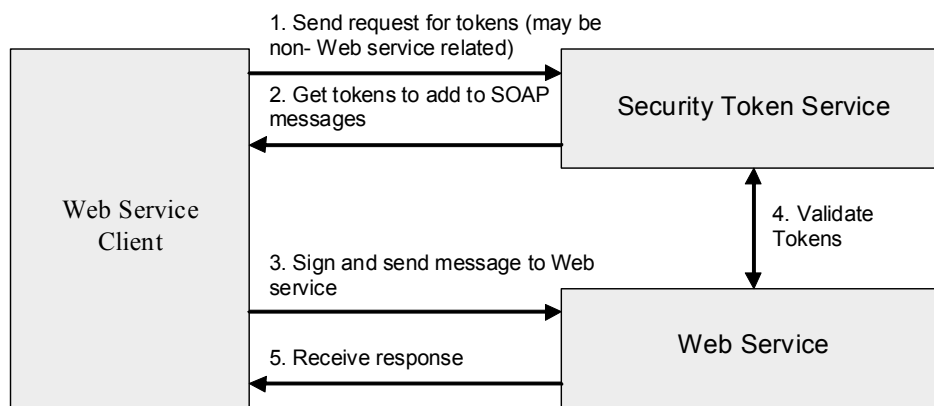 1. Send request for tokens (may be
non- Web service related)
2. Get tokens to add to SOAP
messages
Security Token Service
Web Service
Client
4. Validate
Tokens
3. Sign and send message to Web
service
Web Service
5. Receive response